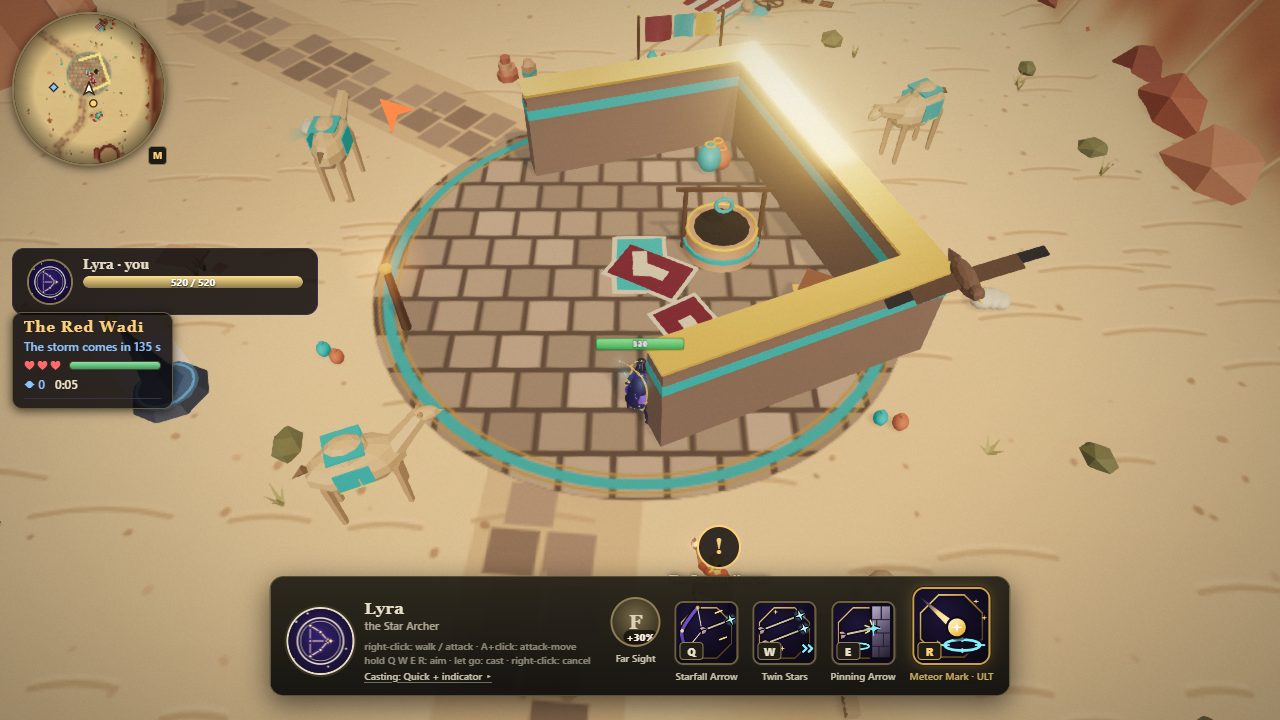 M
Lyra · you
520 / 520
The Red Wadi
The storm comes in 135 s
0 0:05
520
!
Lyra
the Star Archer
right-click: walk / attack · A+click: attack-move
hold Q W E R: aim · let go: cast · right-click: cancel
Casting: Quick + indicator
F
+30%
Far Sight
Q
Starfall Arrow
W
Twin Stars
E
Pinning Arrow
R
Meteor Mark · ULT